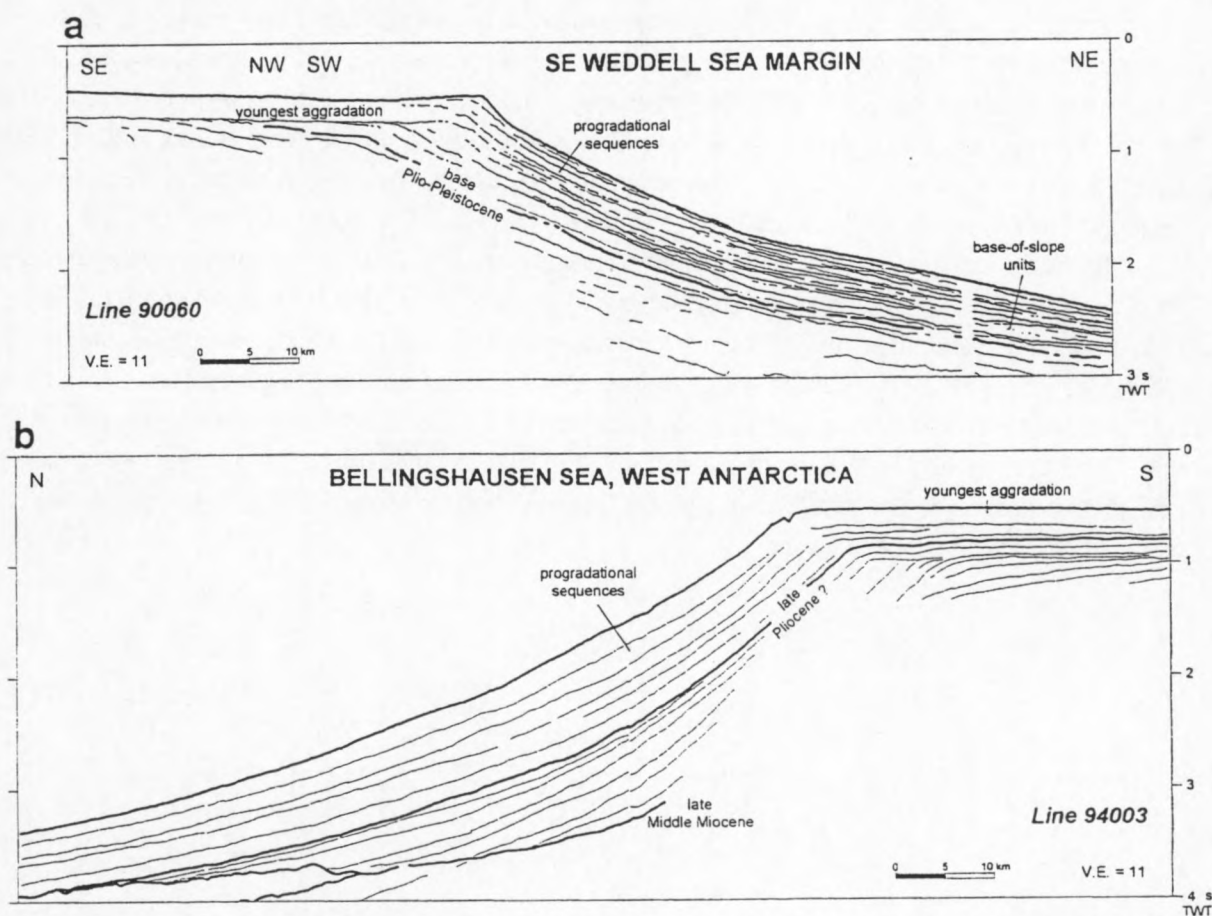 a
SE NW SW SE WEDDELL SEA MARGIN NE
0
youngest aggradation
progradational
sequences
1
base
Plio-Pleistocene
base-of-slope
units
2
Line 90060
V.E. = 11
0 5 10 km
3 s
TWT
b
N BELLINGSHAUSEN SEA, WEST ANTARCTICA S
0
youngest aggradation
1
progradational
sequences
late
Pliocene ?
2
late
Middle Miocene
3
Line 94003
0 5 10 km
V.E. = 11
4 s
TWT